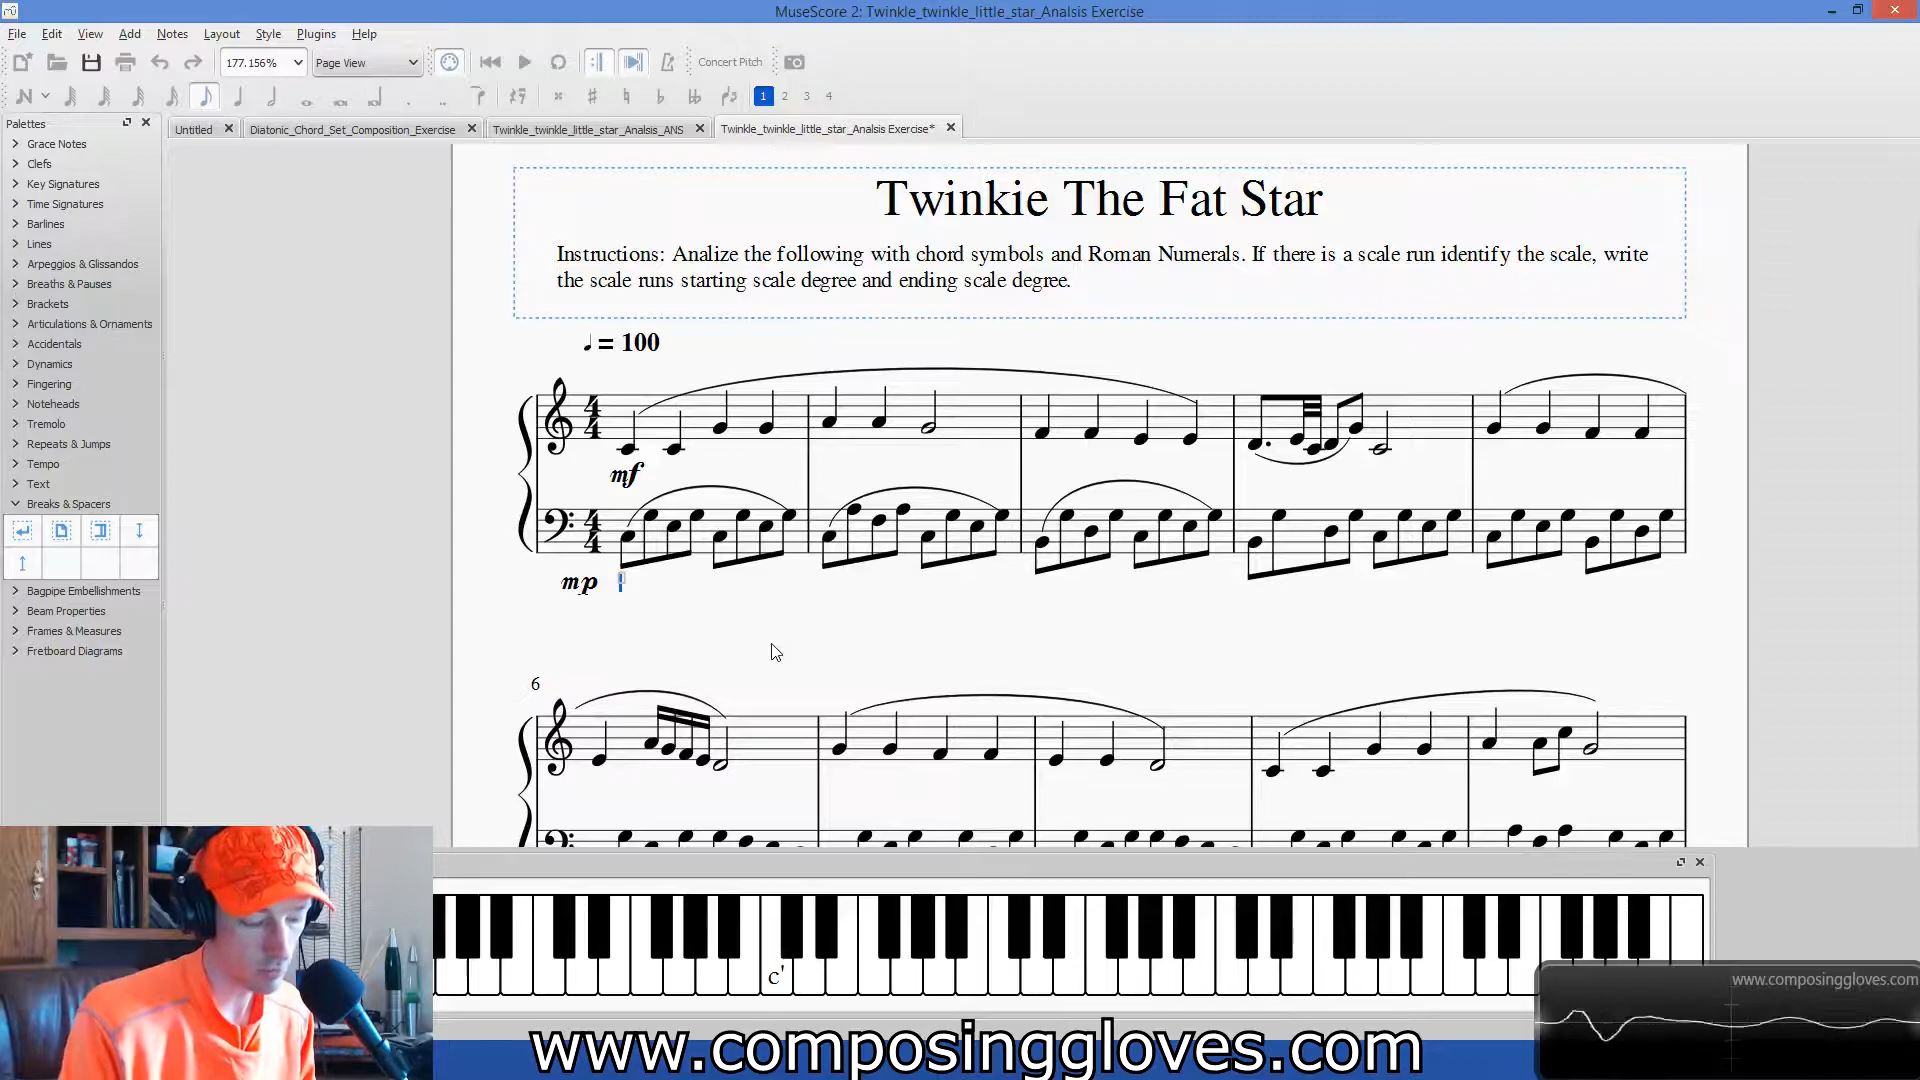 MuseScore 2: Twinkle_twinkle_little_star_Analsis Exercise
File Edit View Add Notes Layout Style Plugins Help
177.156% Page View Concert Pitch
1 2 3 4
Palettes
Untitled Diatonic_Chord_Set_Composition_Exercise Twinkle_twinkle_little_star_Analsis_ANS Twinkle_twinkle_little_star_Analsis Exercise*
Grace Notes
Clefs
Key Signatures
Time Signatures
Barlines
Lines
Arpeggios & Glissandos
Breaths & Pauses
Brackets
Articulations & Ornaments
Accidentals
Dynamics
Fingering
Noteheads
Tremolo
Repeats & Jumps
Tempo
Text
Breaks & Spacers
Bagpipe Embellishments
Beam Properties
Frames & Measures
Fretboard Diagrams
Twinkie The Fat Star
Instructions: Analize the following with chord symbols and Roman Numerals. If there is a scale run identify the scale, write
the scale runs starting scale degree and ending scale degree.
= 100
mf
mp
6
c'
www.composinggloves.com
www.composinggloves.com